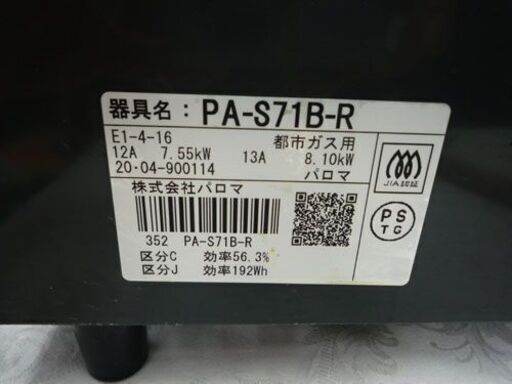 器具名：PA-S71B-R
E1-4-16 都市ガス用
12A 7.55kW 13A 8.10kW
20・04-900114 パロマ
株式会社パロマ
352 PA-S71B-R
区分C 効率56.3%
区分J 効率192Wh
JIA認証
PS
TG